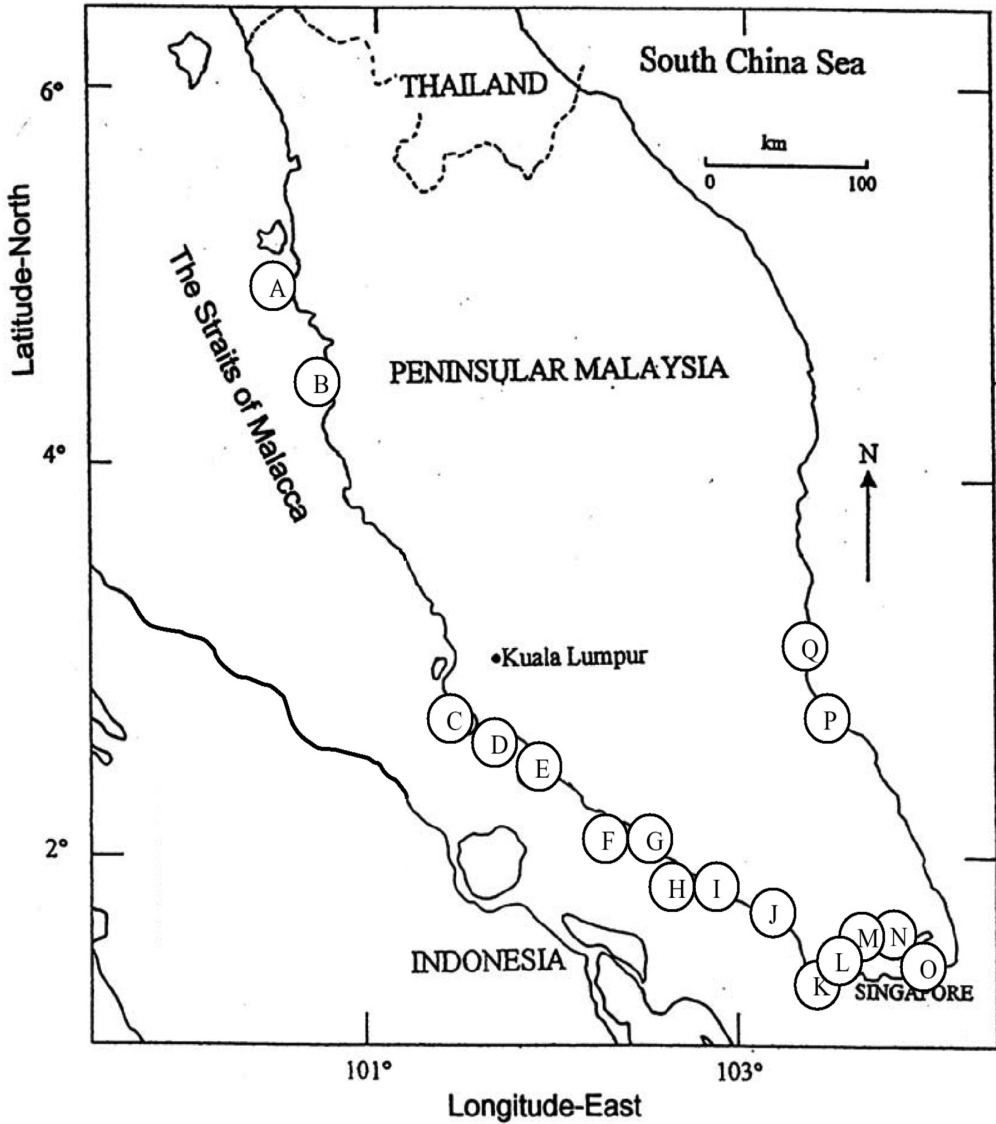 South China Sea
THAILAND
6°
km
0 100
Latitude-North
The Straits of Malacca
A
B
PENINSULAR MALAYSIA
4°
N
Q
Kuala Lumpur
C
P
D
E
F
G
2°
H
I
J
M
N
L
O
K
SINGAPORE
INDONESIA
101°
103°
Longitude-East